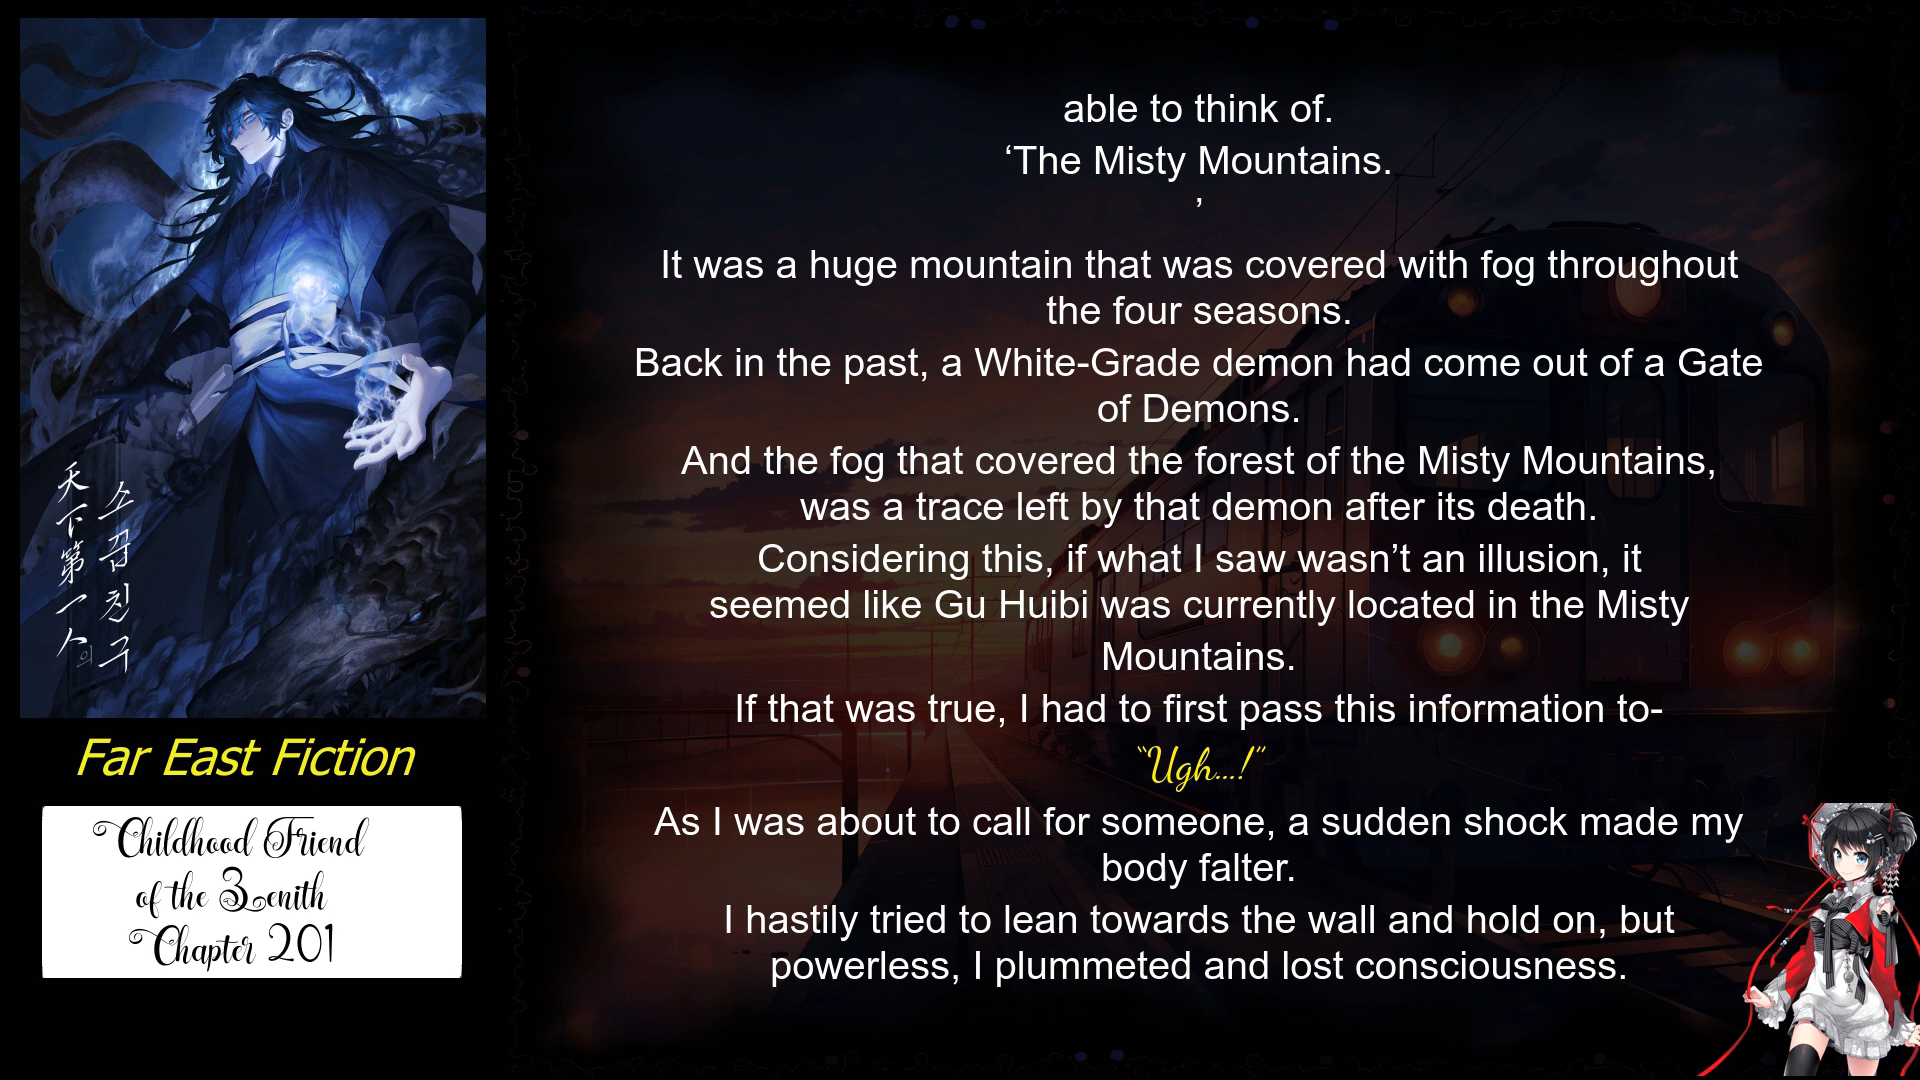 天下第一人의
소꿉친구
Far East Fiction
Childhood Friend
of the Zenith
Chapter 201
able to think of.
‘The Misty Mountains.
’
It was a huge mountain that was covered with fog throughout
the four seasons.
Back in the past, a White-Grade demon had come out of a Gate
of Demons.
And the fog that covered the forest of the Misty Mountains,
was a trace left by that demon after its death.
Considering this, if what I saw wasn’t an illusion, it
seemed like Gu Huibi was currently located in the Misty
Mountains.
If that was true, I had to first pass this information to-
“Ugh...!”
As I was about to call for someone, a sudden shock made my
body falter.
I hastily tried to lean towards the wall and hold on, but
powerless, I plummeted and lost consciousness.